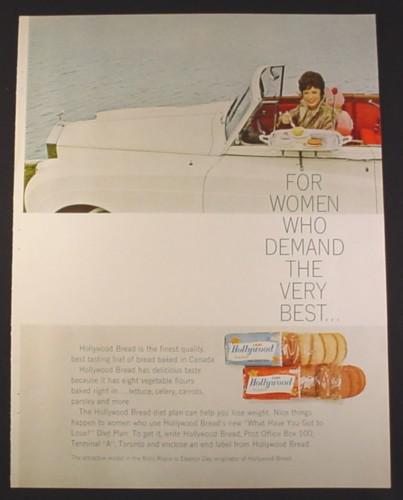 FOR
WOMEN
WHO
DEMAND
THE
VERY
BEST...
Light
Hollywood
Dark
Hollywood
Hollywood Bread is the finest quality,
best tasting loaf of bread baked in Canada.
Hollywood Bread has delicious taste
because it has eight vegetable flours
baked right in . . . lettuce, celery, carrots,
parsley and more.
The Hollywood Bread diet plan can help you lose weight. Nice things
happen to women who use Hollywood Bread's new "What Have You Got to
Lose?" Diet Plan. To get it, write Hollywood Bread, Post Office Box 100,
Terminal "A", Toronto and enclose an end label from Hollywood Bread.
The attractive model in the Rolls Royce is Eleanor Day, originator of Hollywood Bread.